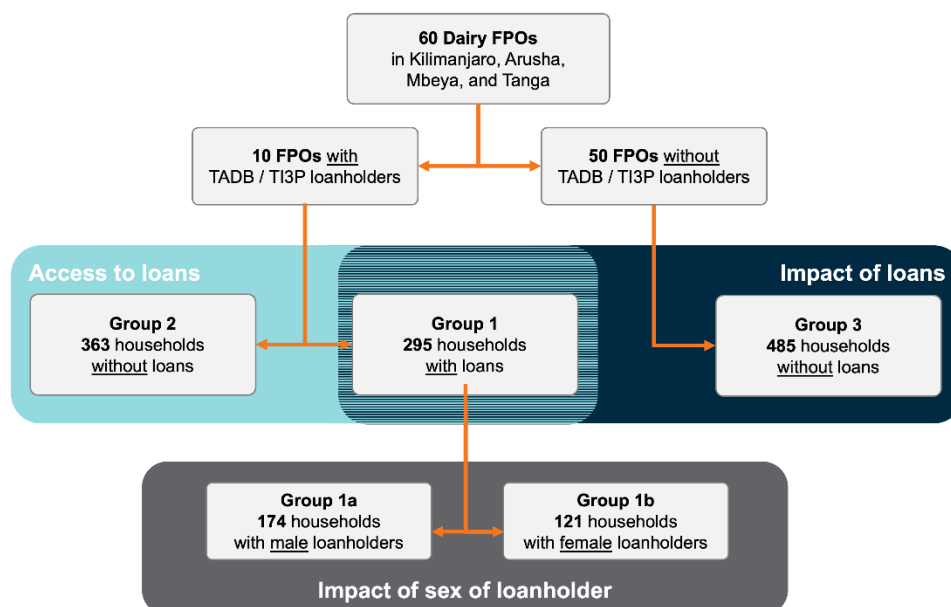 60 Dairy FPOs
in Kilimanjaro, Arusha,
Mbeya, and Tanga
10 FPOs with
TADB / TI3P loanholders
50 FPOs without
TADB / TI3P loanholders
Access to loans
Impact of loans
Group 2
363 households
without loans
Group 1
295 households
with loans
Group 3
485 households
without loans
Group 1a
174 households
with male loanholders
Group 1b
121 households
with female loanholders
Impact of sex of loanholder